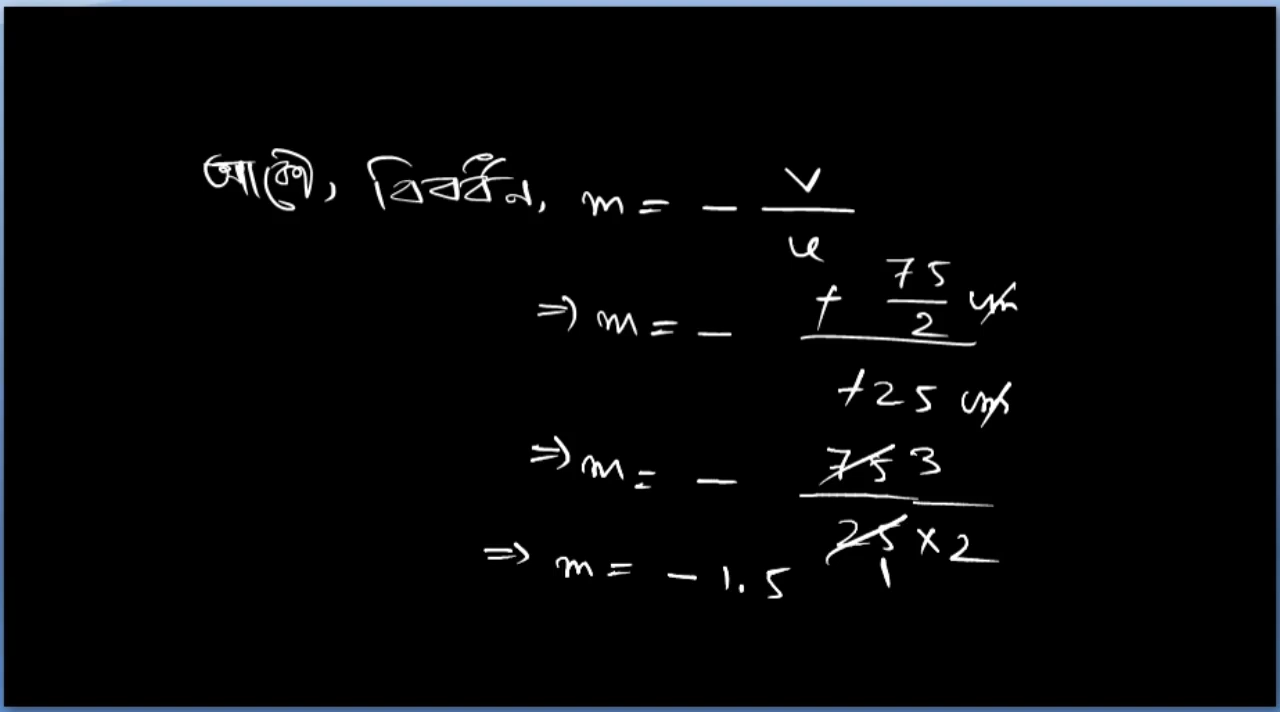 আবার, বিবর্ধন, m = - v/u
=> m = - (+ 75/2 cm)/(+25 cm)
=> m = - 75 3/(25 1 × 2)
=> m = - 1.5